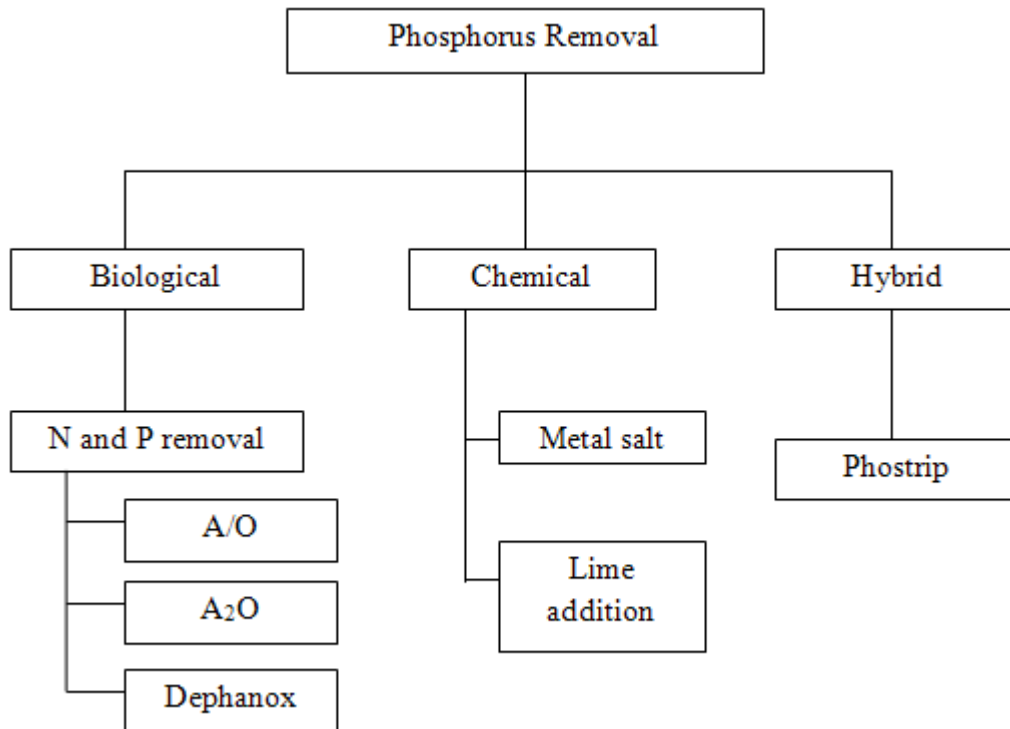 Phosphorus Removal
Biological
Chemical
Hybrid
N and P removal
Metal salt
Phostrip
A/O
Lime
addition
A₂O
Dephanox